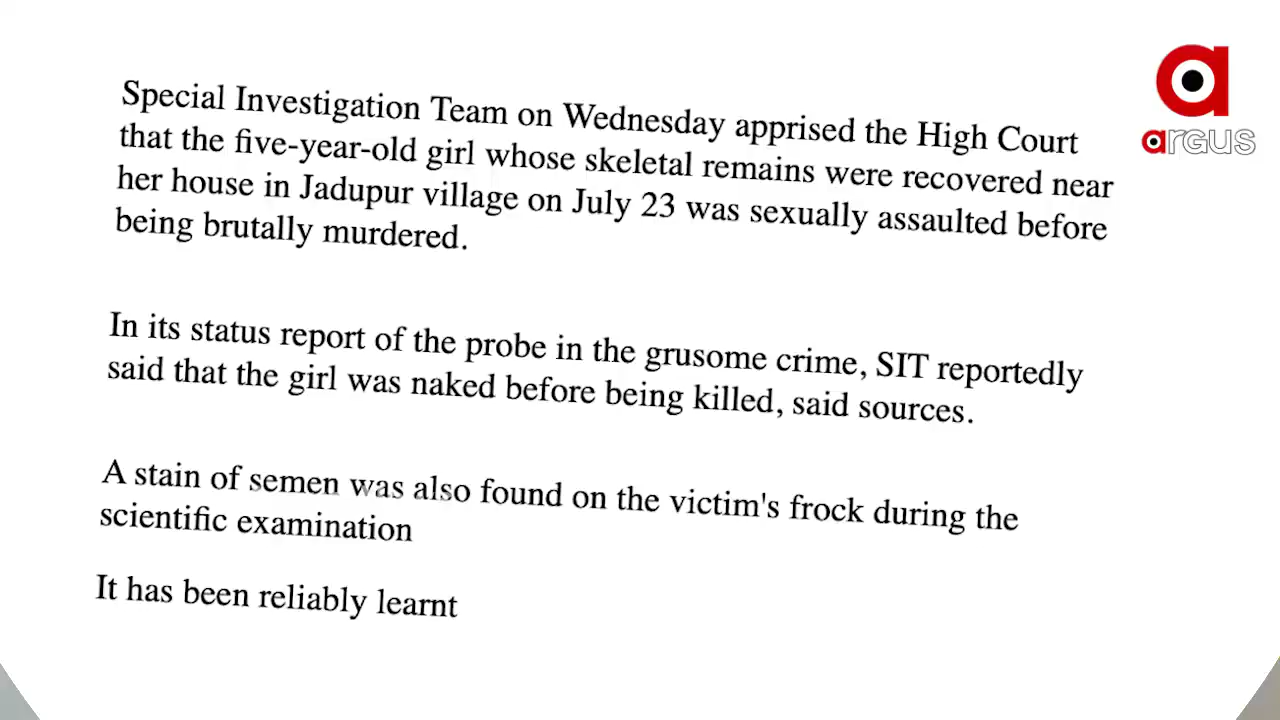 Special Investigation Team on Wednesday apprised the High Court
that the five-year-old girl whose skeletal remains were recovered near
her house in Jadupur village on July 23 was sexually assaulted before
being brutally murdered.
In its status report of the probe in the grusome crime, SIT reportedly
said that the girl was naked before being killed, said sources.
A stain of semen was also found on the victim's frock during the
scientific examination
It has been reliably learnt
argus